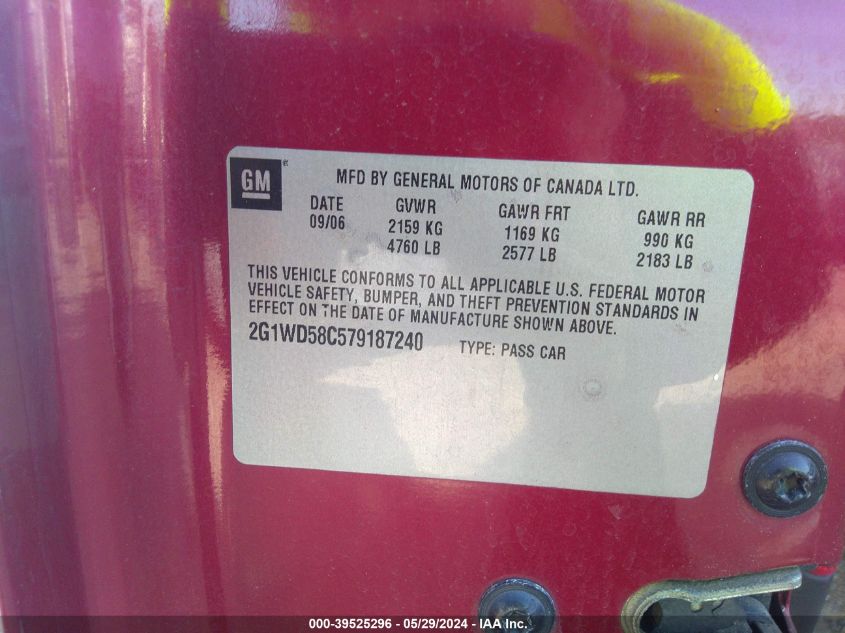 GM
MFD BY GENERAL MOTORS OF CANADA LTD.
DATE GVWR GAWR FRT GAWR RR
09/06 2159 KG 1169 KG 990 KG
4760 LB 2577 LB 2183 LB
THIS VEHICLE CONFORMS TO ALL APPLICABLE U.S. FEDERAL MOTOR
VEHICLE SAFETY, BUMPER, AND THEFT PREVENTION STANDARDS IN
EFFECT ON THE DATE OF MANUFACTURE SHOWN ABOVE.
2G1WD58C579187240 TYPE: PASS CAR
000-39525296 - 05/29/2024 - IAA Inc.